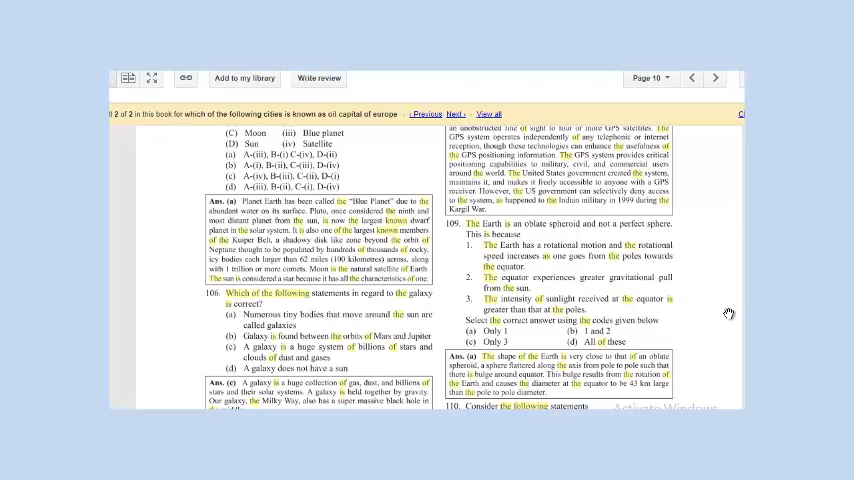 Add to my library
Write review
Page 10
lt 2 of 2 in this book for which of the following cities is known as oil capital of europe
‹ Previous Next › View all
(C) Moon (iii) Blue planet
(D) Sun (iv) Satellite
(a) A-(iii), B-(i) C-(iv), D-(ii)
(b) A-(i), B-(ii), C-(iii), D-(iv)
(c) A-(iv), B-(iii), C-(ii), D-(i)
(d) A-(iii), B-(ii), C-(i), D-(iv)
Ans. (a) Planet Earth has been called the "Blue Planet" due to the
abundant water on its surface. Pluto, once considered the ninth and
most distant planet from the sun, is now the largest known dwarf
planet in the solar system. It is also one of the largest known members
of the Kuiper Belt, a shadowy disk like zone beyond the orbit of
Neptune thought to be populated by hundreds of thousands of rocky,
icy bodies each larger than 62 miles (100 kilometres) across, along
with 1 trillion or more comets. Moon is the natural satellite of Earth.
The sun is considered a star because it has all the characteristics of one.
106. Which of the following statements in regard to the galaxy
is correct?
(a) Numerous tiny bodies that move around the sun are
called galaxies
(b) Galaxy is found between the orbits of Mars and Jupiter
(c) A galaxy is a huge system of billions of stars and
clouds of dust and gases
(d) A galaxy does not have a sun
Ans. (c) A galaxy is a huge collection of gas, dust, and billions of
stars and their solar systems. A galaxy is held together by gravity.
Our galaxy, the Milky Way, also has a super massive black hole in
the middle.
an unobstructed line of sight to four or more GPS satellites. The
GPS system operates independently of any telephonic or internet
reception, though these technologies can enhance the usefulness of
the GPS positioning information. The GPS system provides critical
positioning capabilities to military, civil, and commercial users
around the world. The United States government created the system,
maintains it, and makes it freely accessible to anyone with a GPS
receiver. However, the US government can selectively deny access
to the system, as happened to the Indian military in 1999 during the
Kargil War.
109. The Earth is an oblate spheroid and not a perfect sphere.
This is because
1. The Earth has a rotational motion and the rotational
speed increases as one goes from the poles towards
the equator.
2. The equator experiences greater gravitational pull
from the sun.
3. The intensity of sunlight received at the equator is
greater than that at the poles.
Select the correct answer using the codes given below
(a) Only 1 (b) 1 and 2
(c) Only 3 (d) All of these
Ans. (a) The shape of the Earth is very close to that of an oblate
spheroid, a sphere flattened along the axis from pole to pole such that
there is bulge around equator. This bulge results from the rotation of
the Earth and causes the diameter at the equator to be 43 km large
than the pole to pole diameter.
110. Consider the following statements
Activate Windows